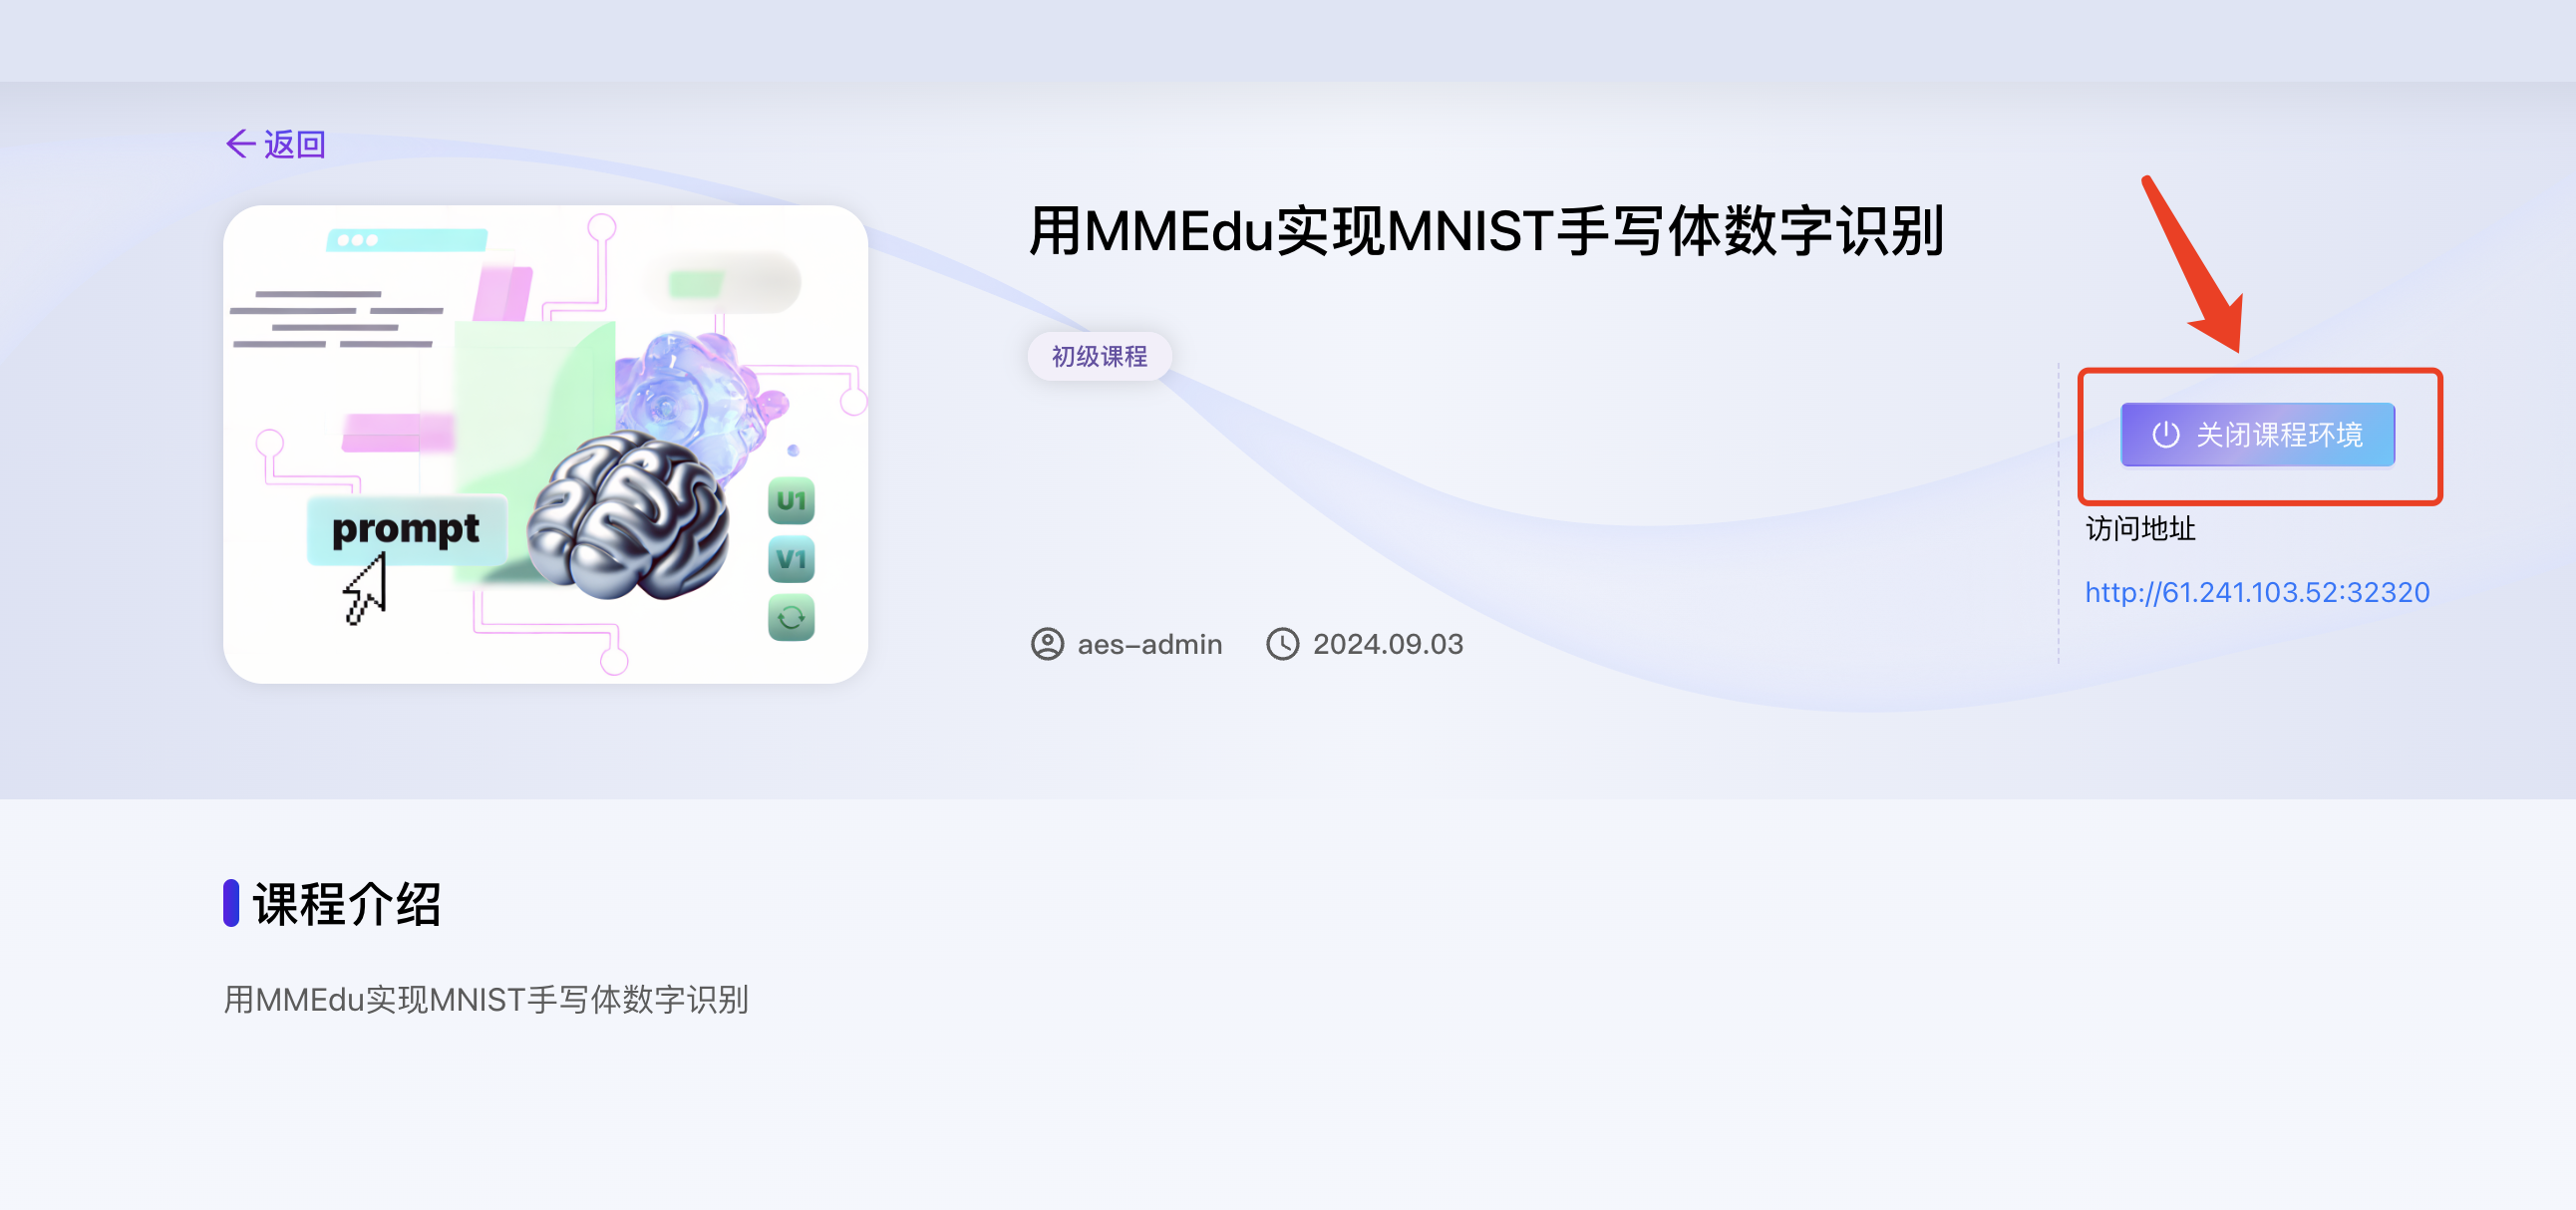 返回
用MMEdu实现MNIST手写体数字识别
初级课程
prompt
U1
V1
关闭课程环境
访问地址
http://61.241.103.52:32320
aes-admin 2024.09.03
课程介绍
用MMEdu实现MNIST手写体数字识别